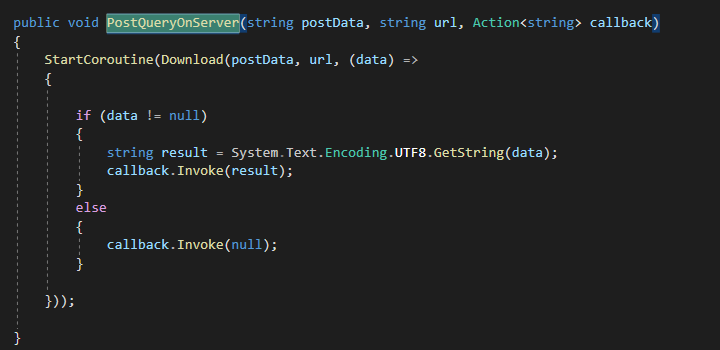 public void PostQueryOnServer(string postData, string url, Action<string> callback)
{
StartCoroutine(Download(postData, url, (data) =>
{
if (data != null)
{
string result = System.Text.Encoding.UTF8.GetString(data);
callback.Invoke(result);
}
else
{
callback.Invoke(null);
}
}));
}